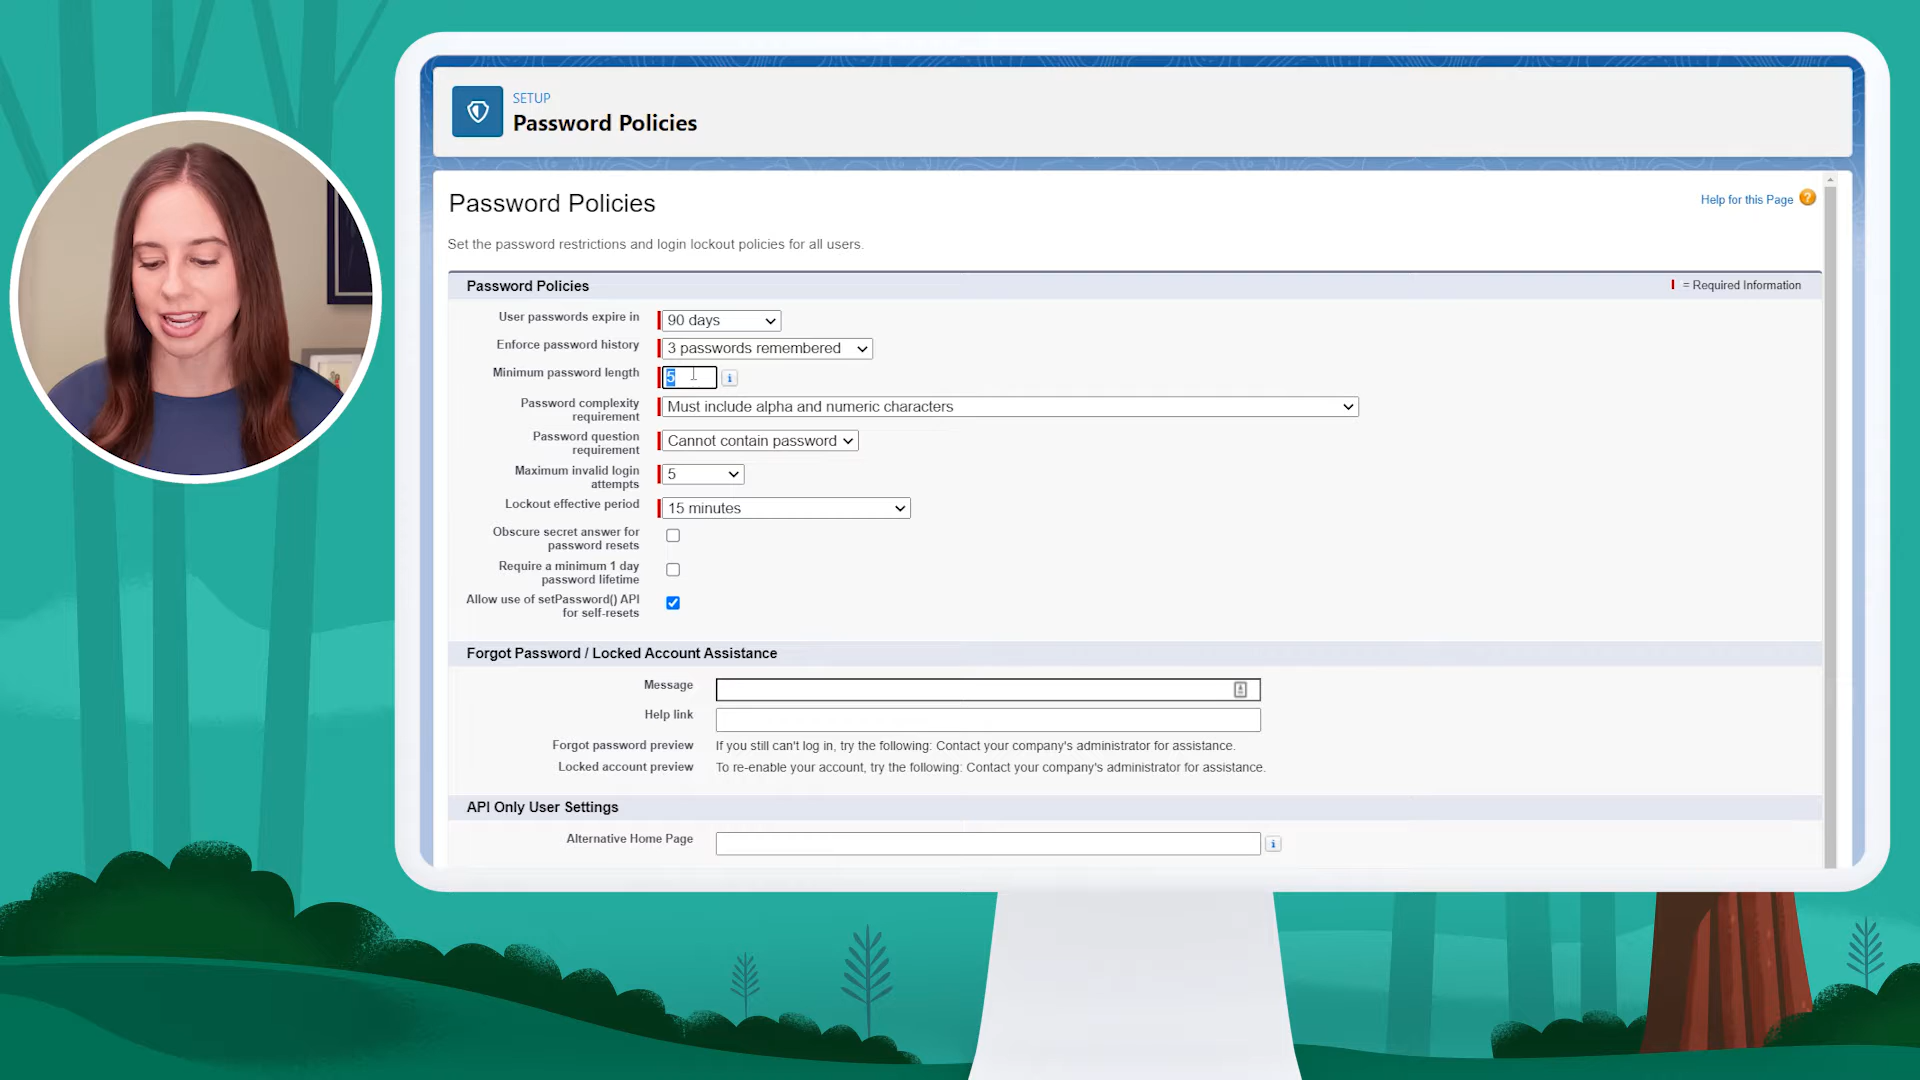 SETUP
Password Policies
Password Policies
Help for this Page
Set the password restrictions and login lockout policies for all users.
Password Policies
= Required Information
User passwords expire in 90 days
Enforce password history 3 passwords remembered
Minimum password length 5
Password complexity
requirement
Must include alpha and numeric characters
Password question
requirement
Cannot contain password
Maximum invalid login
attempts
5
Lockout effective period 15 minutes
Obscure secret answer for
password resets
Require a minimum 1 day
password lifetime
Allow use of setPassword() API
for self-resets
Forgot Password / Locked Account Assistance
Message
Help link
Forgot password preview If you still can't log in, try the following: Contact your company's administrator for assistance.
Locked account preview To re-enable your account, try the following: Contact your company's administrator for assistance.
API Only User Settings
Alternative Home Page